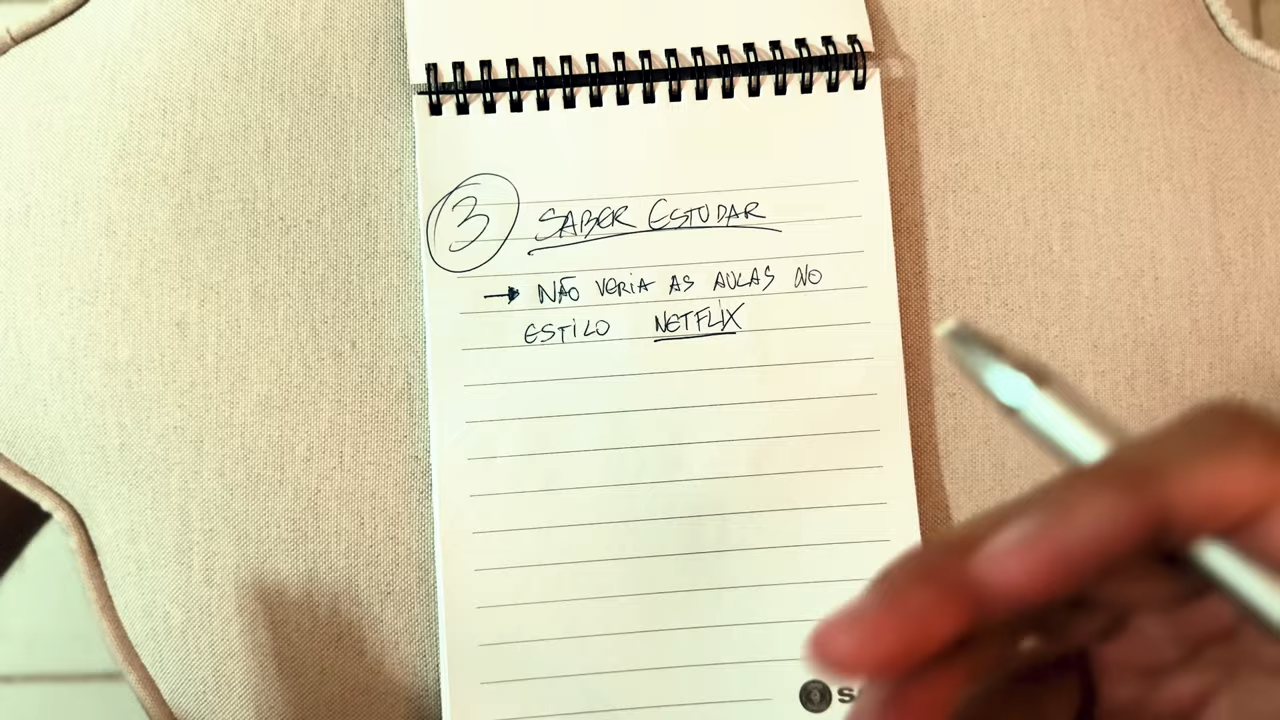 3 SABER ESTUDAR
→ NÃO VERIA AS AULAS NO
ESTILO NETFLIX